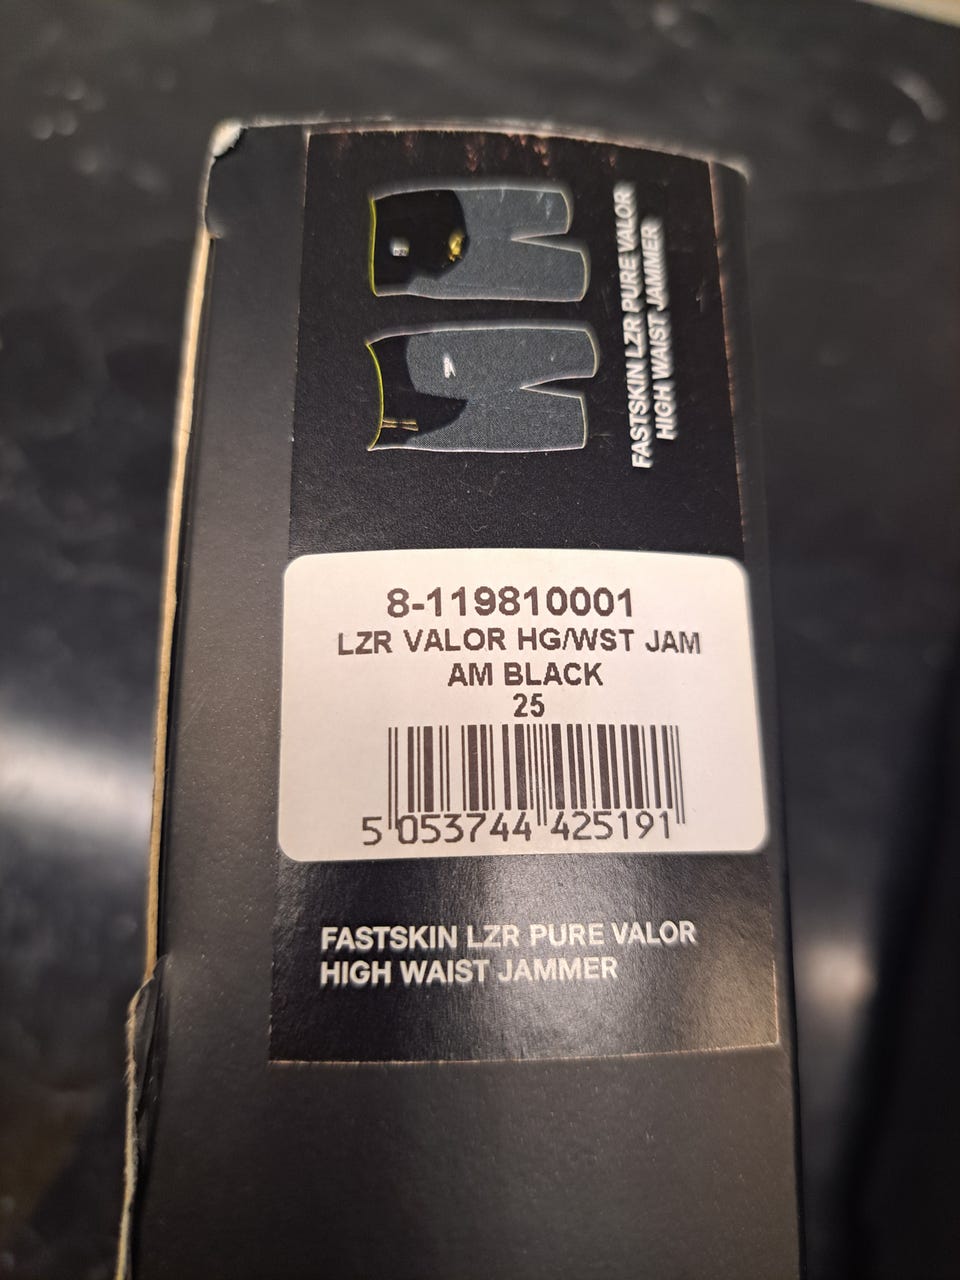 FASTSKIN LZR PURE VALOR
HIGH WAIST JAMMER
8-119810001
LZR VALOR HG/WST JAM
AM BLACK
25
5 053744 425191
FASTSKIN LZR PURE VALOR
HIGH WAIST JAMMER